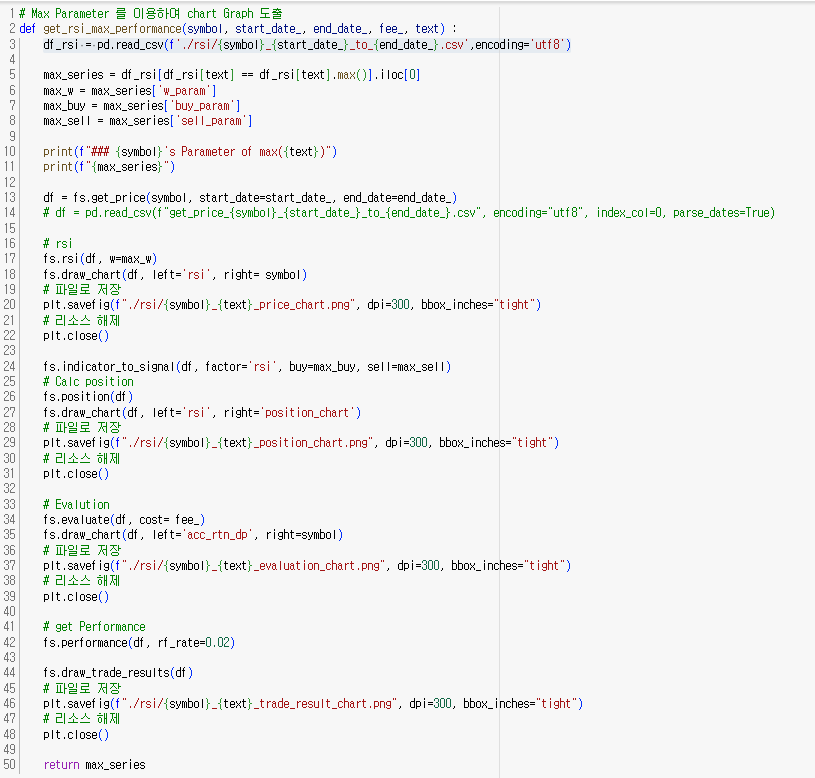 1 # Max Parameter 를 이용하여 chart Graph 도출
2 def get_rsi_max_performance(symbol, start_date_, end_date_, fee_, text) :
3     df_rsi = pd.read_csv(f'./rsi/{symbol}_{start_date_}_to_{end_date_}.csv',encoding='utf8')
4
5     max_series = df_rsi[df_rsi[text] == df_rsi[text].max()].iloc[0]
6     max_w = max_series['w_param']
7     max_buy = max_series['buy_param']
8     max_sell = max_series['sell_param']
9
10     print(f"### {symbol}'s Parameter of max({text})")
11     print(f"{max_series}")
12
13     df = fs.get_price(symbol, start_date=start_date_, end_date=end_date_)
14     # df = pd.read_csv(f"get_price_{symbol}_{start_date_}_to_{end_date_}.csv", encoding="utf8", index_col=0, parse_dates=True)
15
16     # rsi
17     fs.rsi(df, w=max_w)
18     fs.draw_chart(df, left='rsi', right= symbol)
19     # 파일로 저장
20     plt.savefig(f"./rsi/{symbol}_{text}_price_chart.png", dpi=300, bbox_inches="tight")
21     # 리소스 해제
22     plt.close()
23
24     fs.indicator_to_signal(df, factor='rsi', buy=max_buy, sell=max_sell)
25     # Calc position
26     fs.position(df)
27     fs.draw_chart(df, left='rsi', right='position_chart')
28     # 파일로 저장
29     plt.savefig(f"./rsi/{symbol}_{text}_position_chart.png", dpi=300, bbox_inches="tight")
30     # 리소스 해제
31     plt.close()
32
33     # Evalution
34     fs.evaluate(df, cost= fee_)
35     fs.draw_chart(df, left='acc_rtn_dp', right=symbol)
36     # 파일로 저장
37     plt.savefig(f"./rsi/{symbol}_{text}_evaluation_chart.png", dpi=300, bbox_inches="tight")
38     # 리소스 해제
39     plt.close()
40
41     # get Performance
42     fs.performance(df, rf_rate=0.02)
43
44     fs.draw_trade_results(df)
45     # 파일로 저장
46     plt.savefig(f"./rsi/{symbol}_{text}_trade_result_chart.png", dpi=300, bbox_inches="tight")
47     # 리소스 해제
48     plt.close()
49
50     return max_series